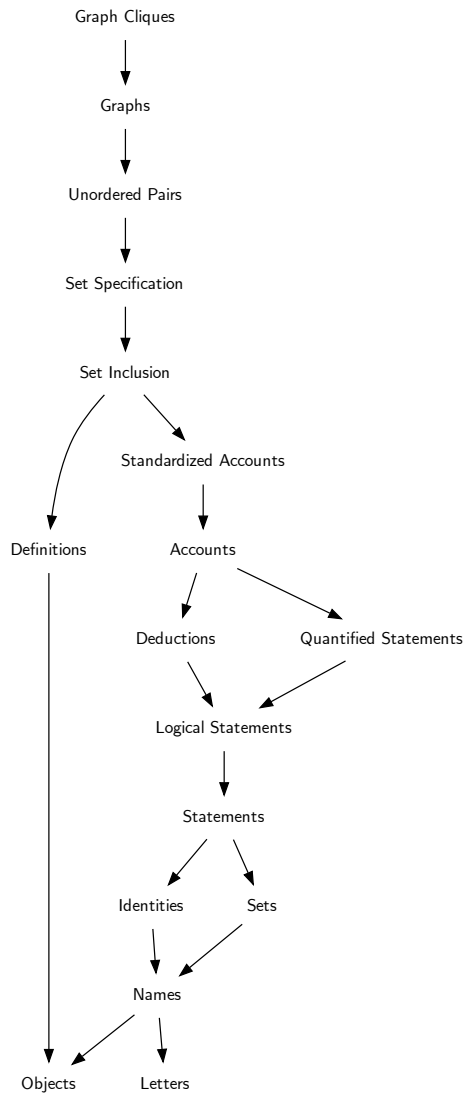 Graph Cliques
Graphs
Unordered Pairs
Set Specification
Set Inclusion
Standardized Accounts
Definitions
Accounts
Deductions
Quantified Statements
Logical Statements
Statements
Identities
Sets
Names
Objects
Letters